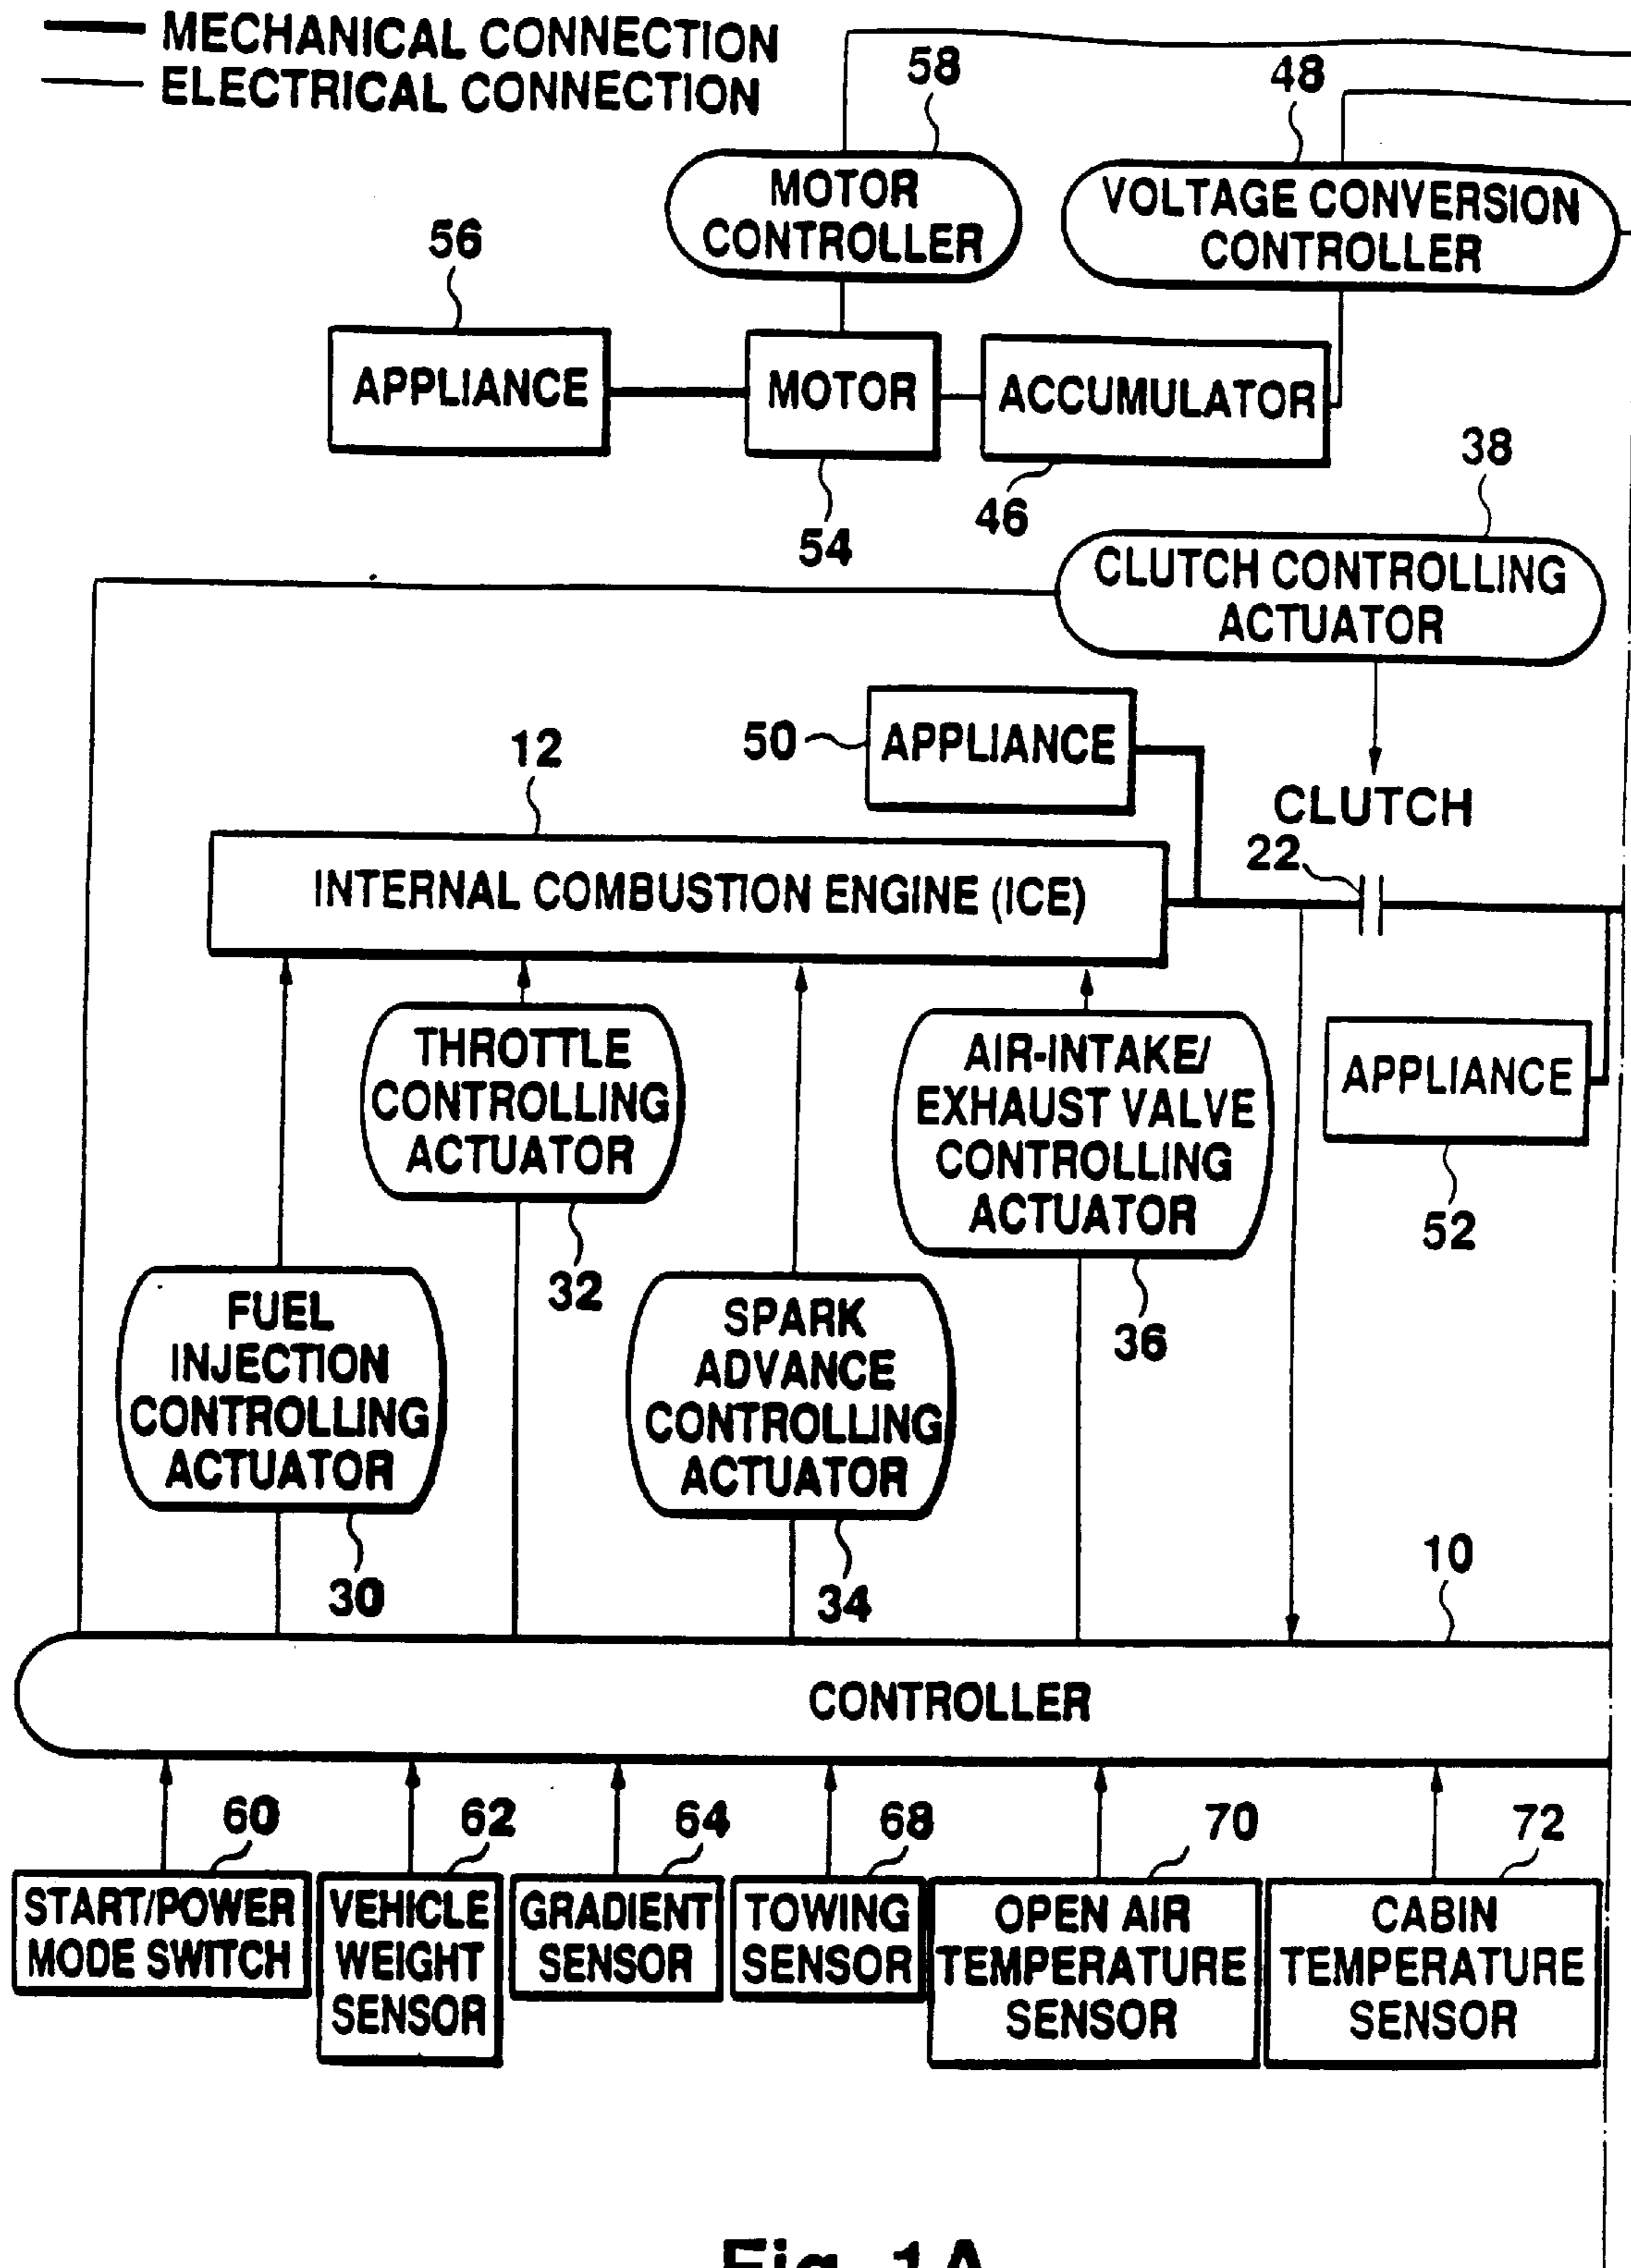 MECHANICAL CONNECTION
ELECTRICAL CONNECTION
58
48
MOTOR
CONTROLLER
VOLTAGE CONVERSION
CONTROLLER
56
APPLIANCE
MOTOR
ACCUMULATOR
54
46
38
CLUTCH CONTROLLING
ACTUATOR
50
APPLIANCE
12
CLUTCH
22
INTERNAL COMBUSTION ENGINE (ICE)
THROTTLE
CONTROLLING
ACTUATOR
32
AIR-INTAKE/
EXHAUST VALVE
CONTROLLING
ACTUATOR
36
APPLIANCE
52
FUEL
INJECTION
CONTROLLING
ACTUATOR
30
SPARK
ADVANCE
CONTROLLING
ACTUATOR
34
10
CONTROLLER
60
62
64
68
70
72
START/POWER
MODE SWITCH
VEHICLE
WEIGHT
SENSOR
GRADIENT
SENSOR
TOWING
SENSOR
OPEN AIR
TEMPERATURE
SENSOR
CABIN
TEMPERATURE
SENSOR
Fig. 1A